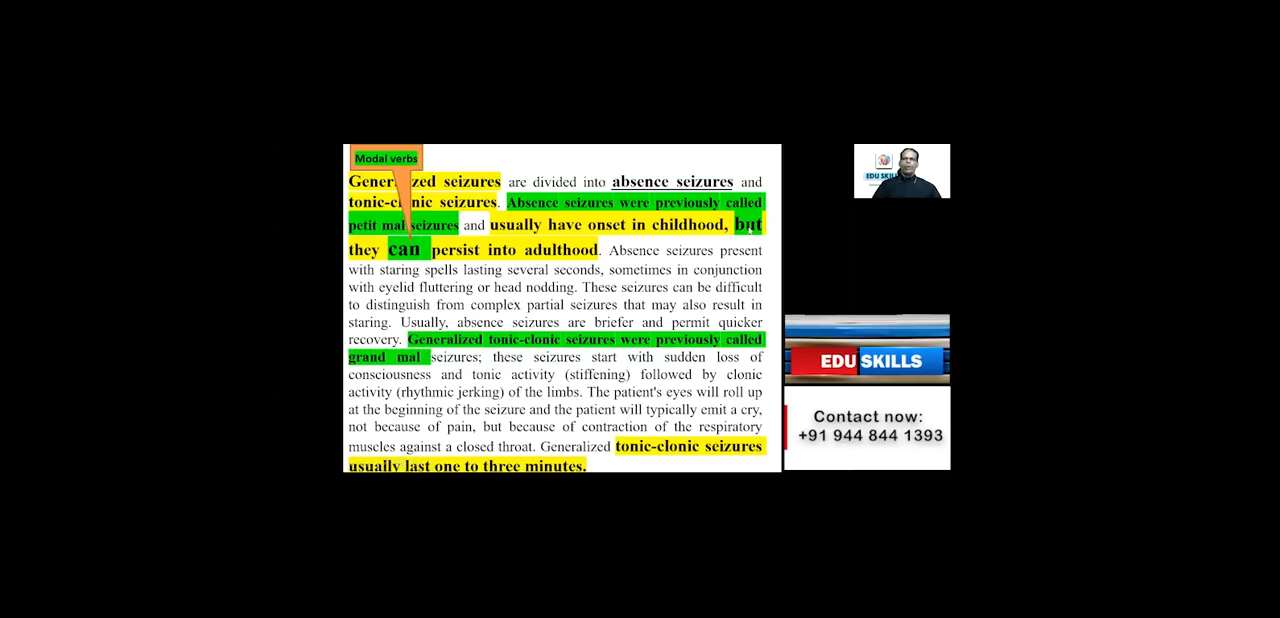 Modal verbs
Generalized seizures are divided into absence seizures and
tonic-clonic seizures. Absence seizures were previously called
petit mal seizures and usually have onset in childhood, but
they can persist into adulthood. Absence seizures present
with staring spells lasting several seconds, sometimes in conjunction
with eyelid fluttering or head nodding. These seizures can be difficult
to distinguish from complex partial seizures that may also result in
staring. Usually, absence seizures are briefer and permit quicker
recovery. Generalized tonic-clonic seizures were previously called
grand mal seizures; these seizures start with sudden loss of
consciousness and tonic activity (stiffening) followed by clonic
activity (rhythmic jerking) of the limbs. The patient's eyes will roll up
at the beginning of the seizure and the patient will typically emit a cry,
not because of pain, but because of contraction of the respiratory
muscles against a closed throat. Generalized tonic-clonic seizures
usually last one to three minutes.
EDU SKILLS
Contact now:
+91 944 844 1393